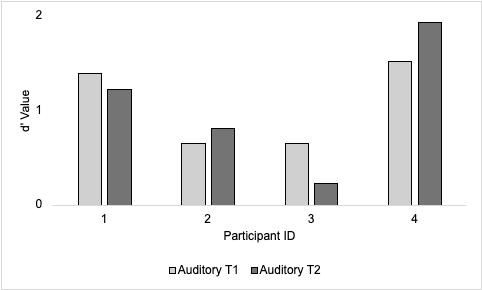 2
1
0
d' Value
1 2 3 4
Participant ID
Auditory T1 Auditory T2